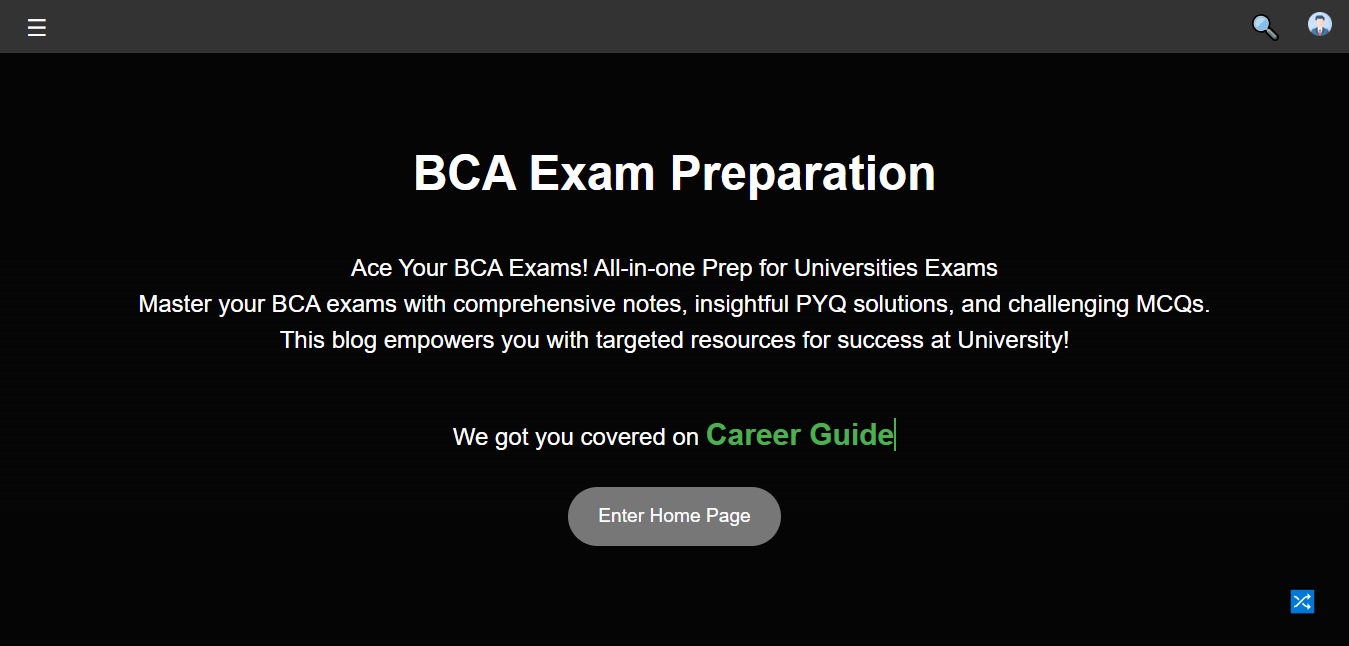 BCA Exam Preparation
Ace Your BCA Exams! All-in-one Prep for Universities Exams
Master your BCA exams with comprehensive notes, insightful PYQ solutions, and challenging MCQs.
This blog empowers you with targeted resources for success at University!
We got you covered on Career Guide
Enter Home Page